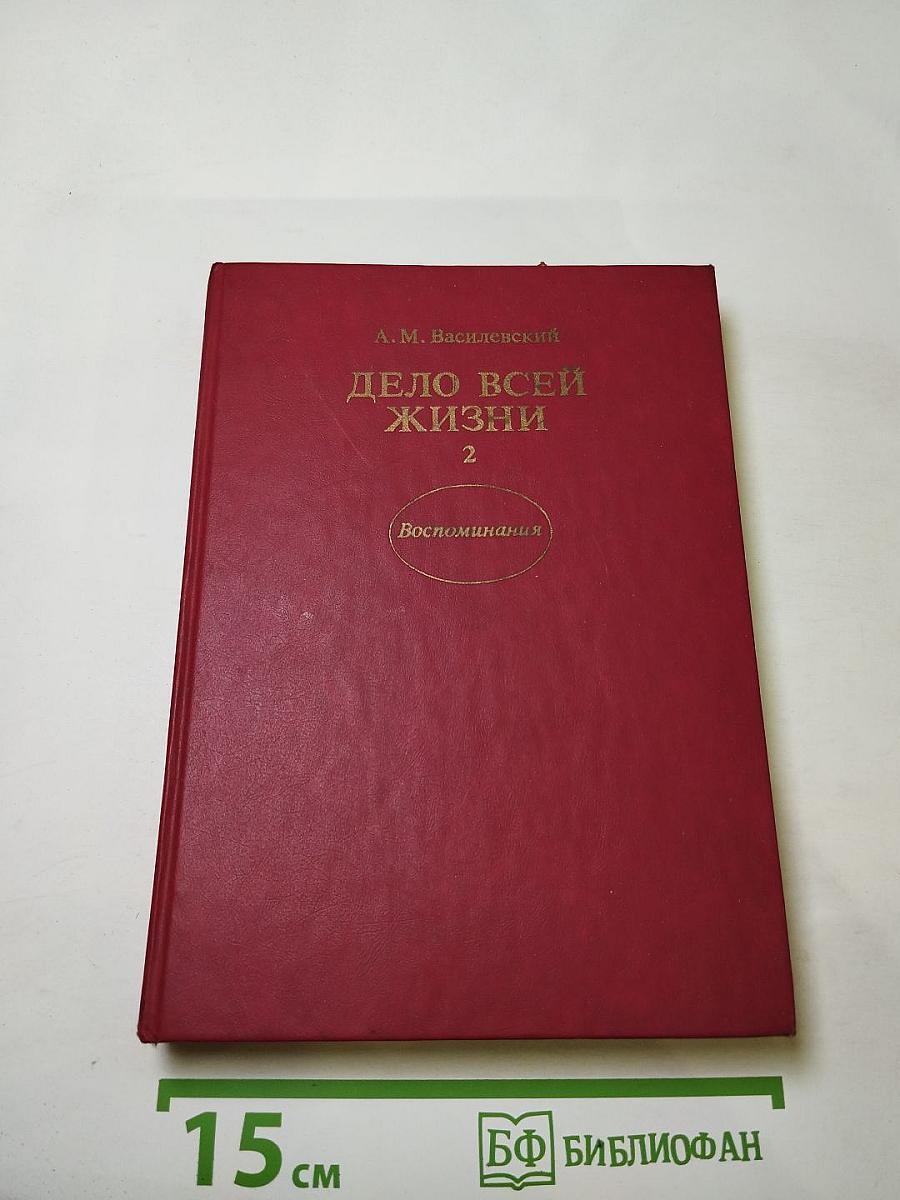 А. М. Василевский
ДЕЛО ВСЕЙ
ЖИЗНИ
2
Воспоминания
15 см
БФ БИБЛИОФАН